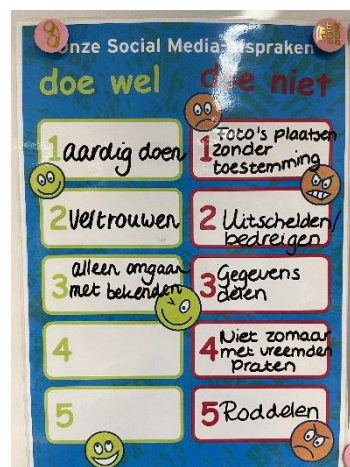 onze Social Media-afspraken
doe wel
doe niet
1 aardig doen
2 Vertrouwen
3 alleen omgaan
met bekenden
4
5
1 Foto's plaatsen
zonder
toestemming
2 Uitschelden/
bedreigen
3 Gegevens
delen
4 Niet zomaar
met vreemden
praten
5 Roddelen